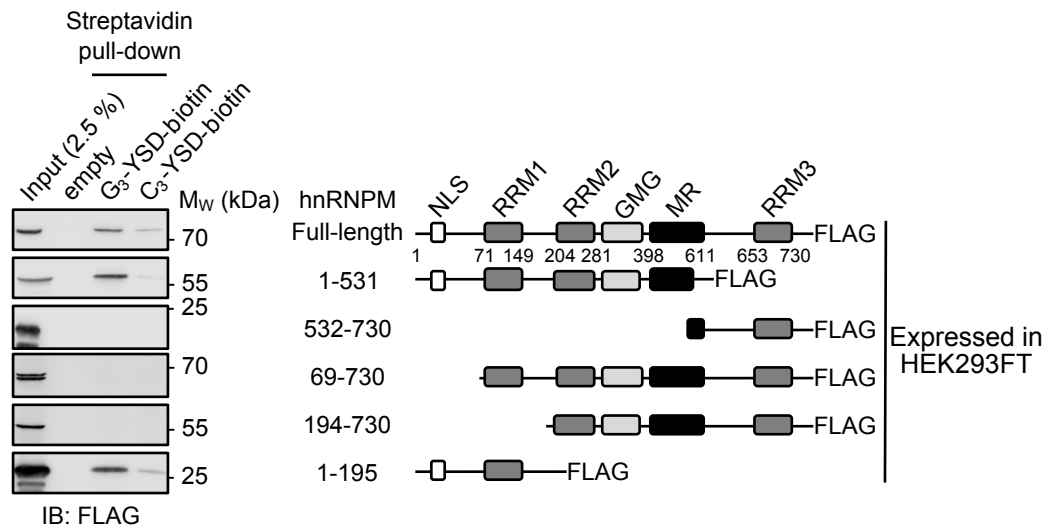 Streptavidin
pull-down
Input (2.5 %)
empty
G₃-YSD-biotin
C₃-YSD-biotin
M_W (kDa)
70
55
25
70
55
25
IB: FLAG
hnRNPM
NLS
RRM1
RRM2
GMG
MR
RRM3
Full-length
FLAG
1 71 149 204 281 398 611 653 730
1-531
FLAG
532-730
FLAG
69-730
FLAG
194-730
FLAG
1-195
FLAG
Expressed in
HEK293FT